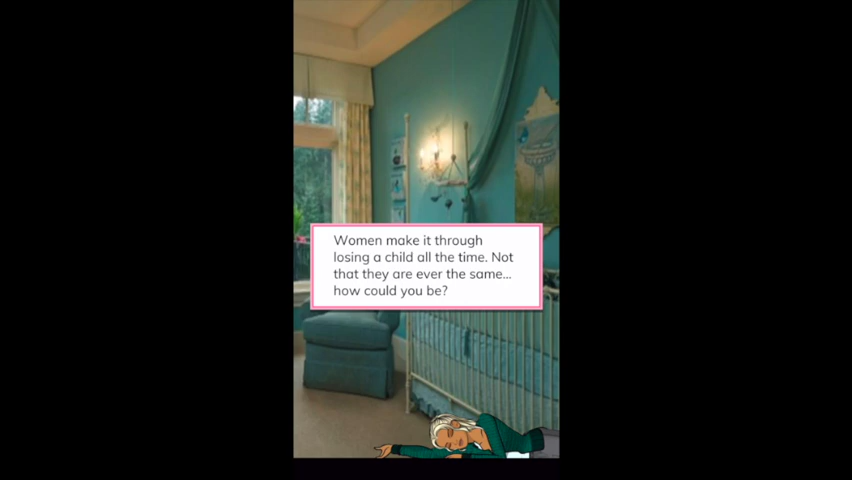 Women make it through
losing a child all the time. Not
that they are ever the same...
how could you be?